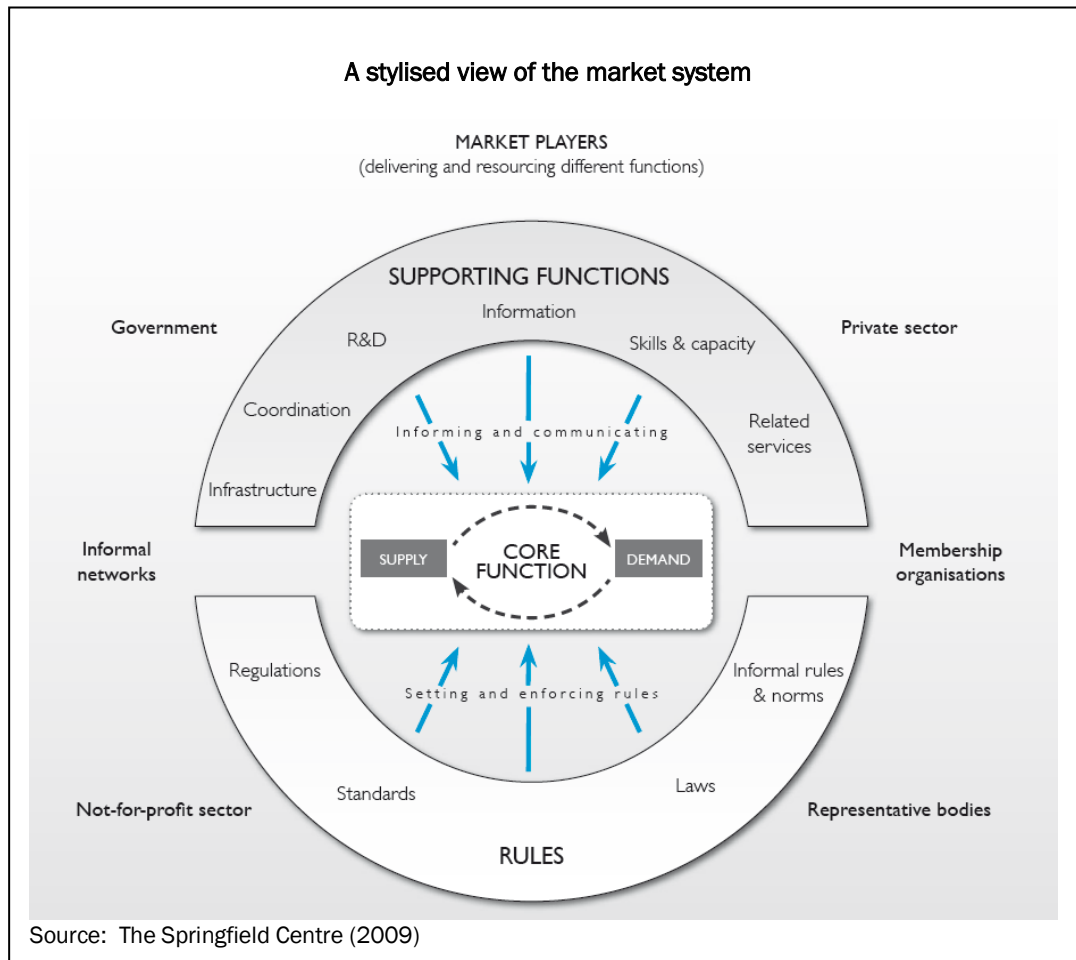 A stylised view of the market system
MARKET PLAYERS
(delivering and resourcing different functions)
SUPPORTING FUNCTIONS
Information
Government
Private sector
R&D
Skills & capacity
Coordination
Related
services
Informing and communicating
Infrastructure
Informal
networks
SUPPLY
CORE
FUNCTION
DEMAND
Membership
organisations
Regulations
Informal rules
& norms
Setting and enforcing rules
Standards
Laws
Not-for-profit sector
Representative bodies
RULES
Source: The Springfield Centre (2009)